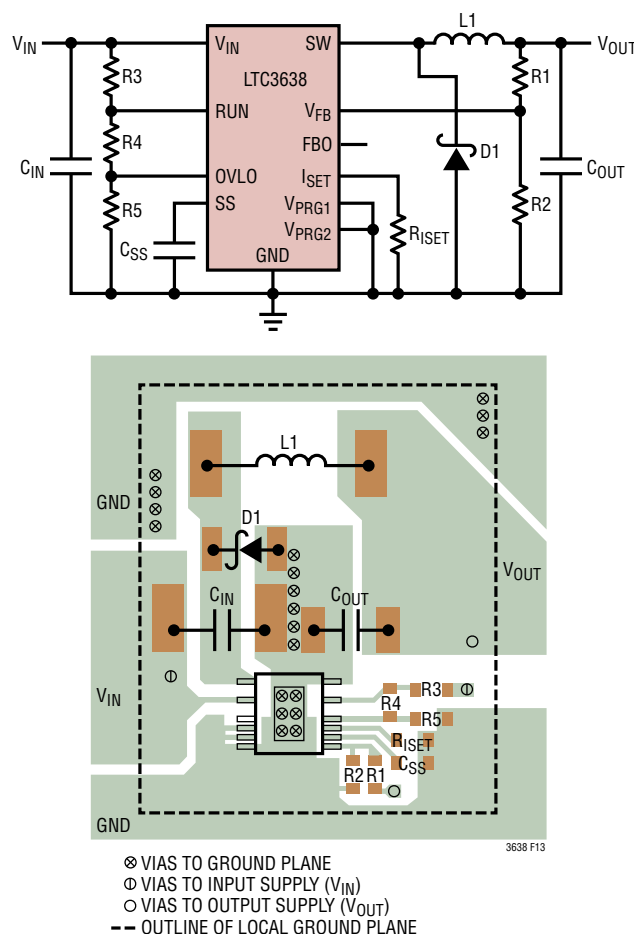 L1
VIN VIN SW VOUT
R3 LTC3638 R1
RUN VFB
R4 FBO D1
CIN OVLO ISET COUT
R5 SS VPRG1 R2
CSS VPRG2 RISET
GND
L1
GND
D1
VOUT
CIN COUT
VIN R3
R4
R5
RISET
CSS
R2 R1
GND
3638 F13
VIAS TO GROUND PLANE
VIAS TO INPUT SUPPLY (VIN)
VIAS TO OUTPUT SUPPLY (VOUT)
OUTLINE OF LOCAL GROUND PLANE